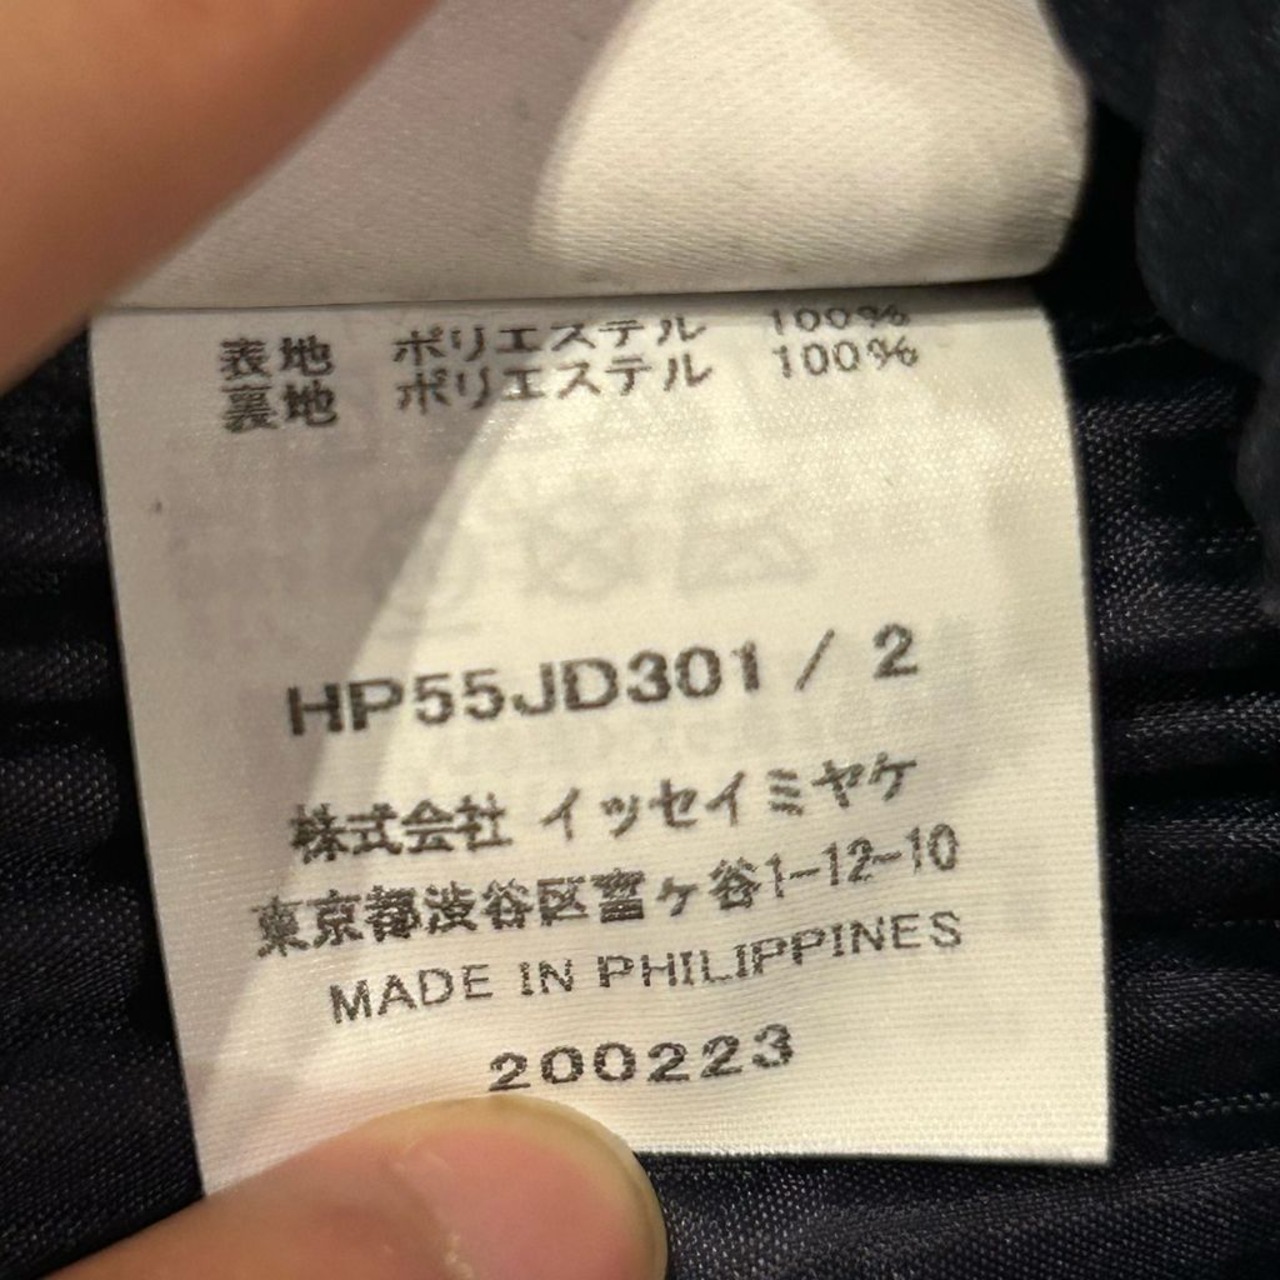 表地 ポリエステル 100%
裏地 ポリエステル 100%
HP55JD301 / 2
株式会社 イッセイミヤケ
東京都渋谷区富ヶ谷1-12-10
MADE IN PHILIPPINES
200223